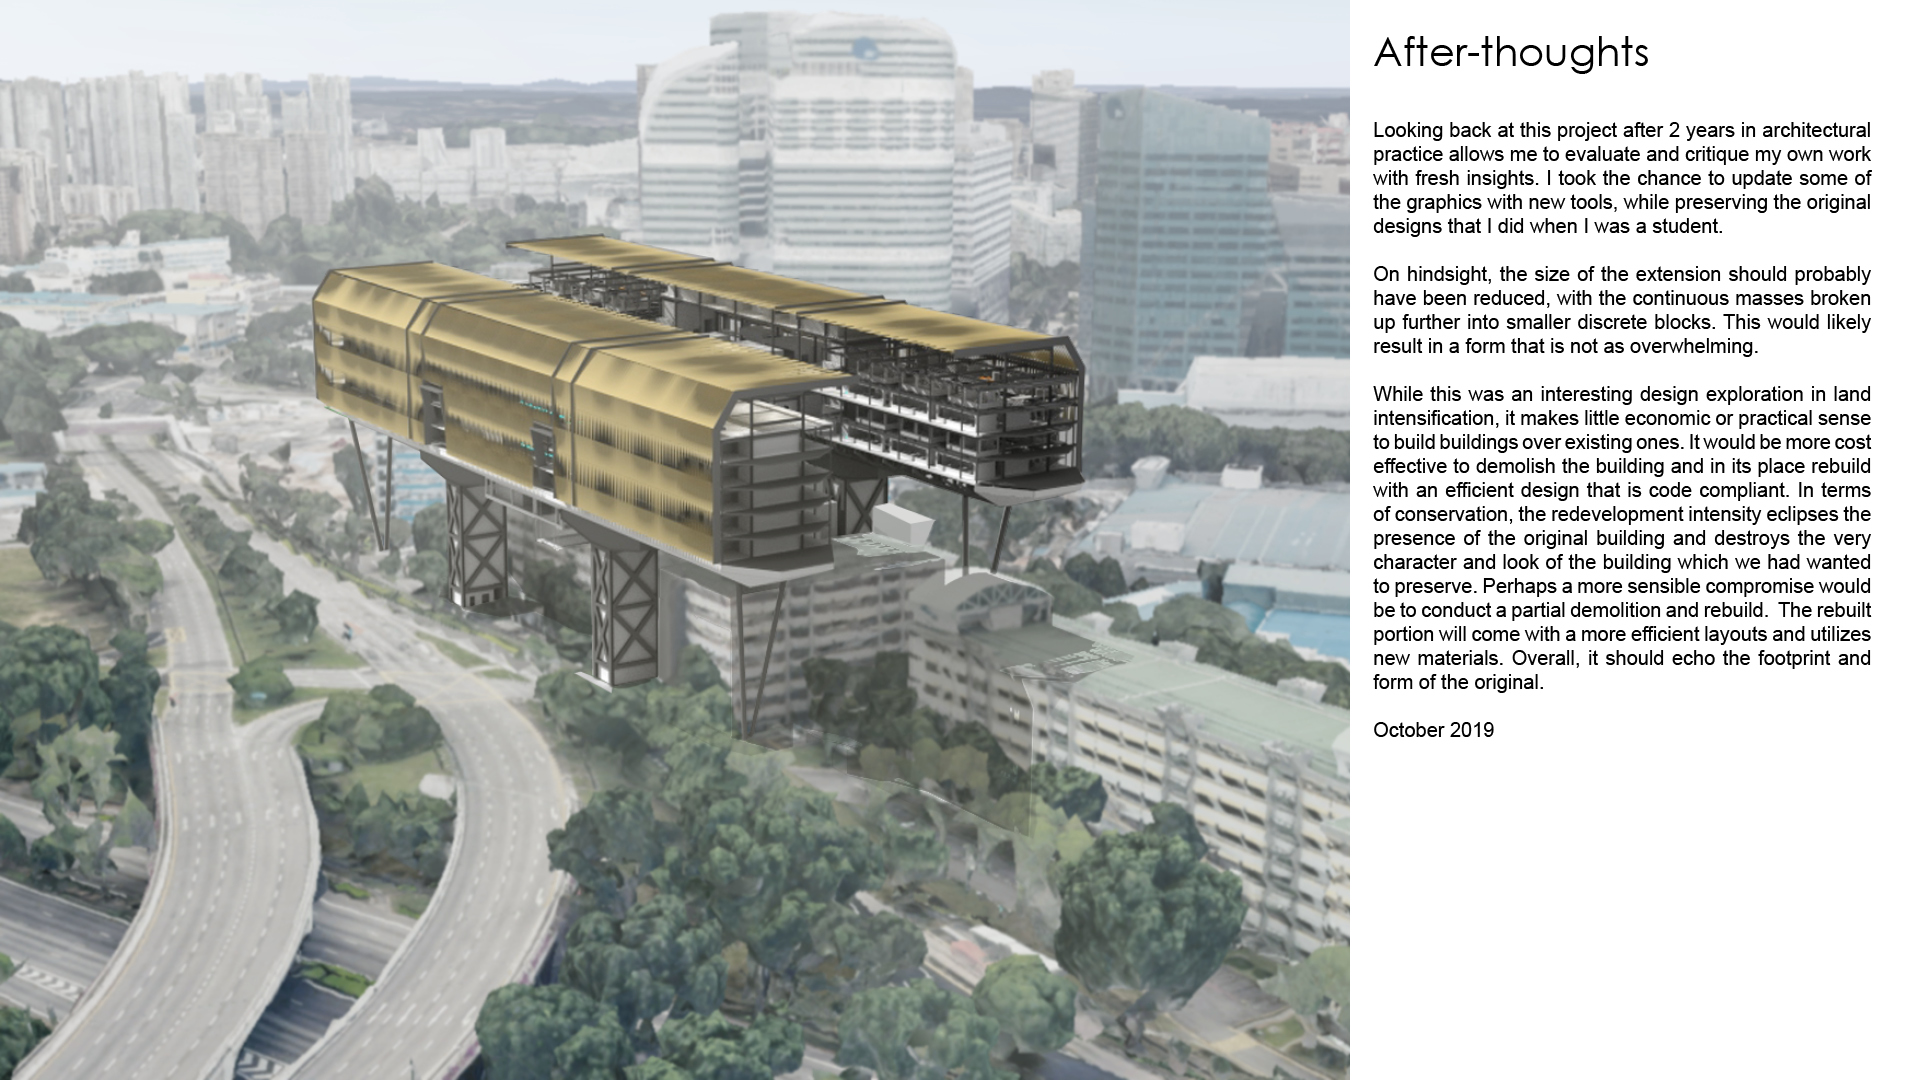 After-thoughts
Looking back at this project after 2 years in architectural
practice allows me to evaluate and critique my own work
with fresh insights. I took the chance to update some of
the graphics with new tools, while preserving the original
designs that I did when I was a student.
On hindsight, the size of the extension should probably
have been reduced, with the continuous masses broken
up further into smaller discrete blocks. This would likely
result in a form that is not as overwhelming.
While this was an interesting design exploration in land
intensification, it makes little economic or practical sense
to build buildings over existing ones. It would be more cost
effective to demolish the building and in its place rebuild
with an efficient design that is code compliant. In terms
of conservation, the redevelopment intensity eclipses the
presence of the original building and destroys the very
character and look of the building which we had wanted
to preserve. Perhaps a more sensible compromise would
be to conduct a partial demolition and rebuild.  The rebuilt
portion will come with a more efficient layouts and utilizes
new materials. Overall, it should echo the footprint and
form of the original.
October 2019